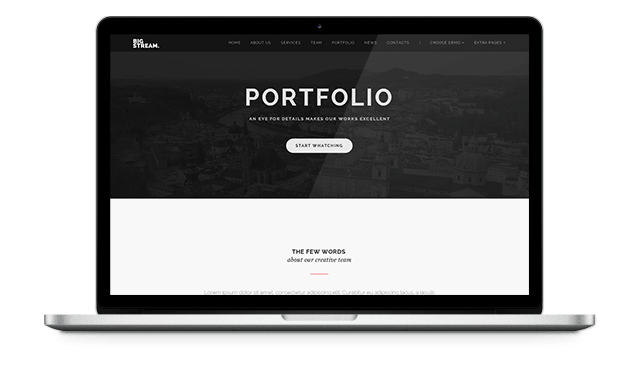 BIG
STREAM.
HOME ABOUT US SERVICES TEAM PORTFOLIO NEWS CONTACTS | CHOOSE DEMO EXTRA PAGES
PORTFOLIO
AN EYE FOR DETAILS MAKES OUR WORKS EXCELLENT
START WHATCHING
THE FEW WORDS
about our creative team
Lorem ipsum dolor sit amet, consectetur adipiscing elit. Curabitur eu adipiscing lacus, a iaculis